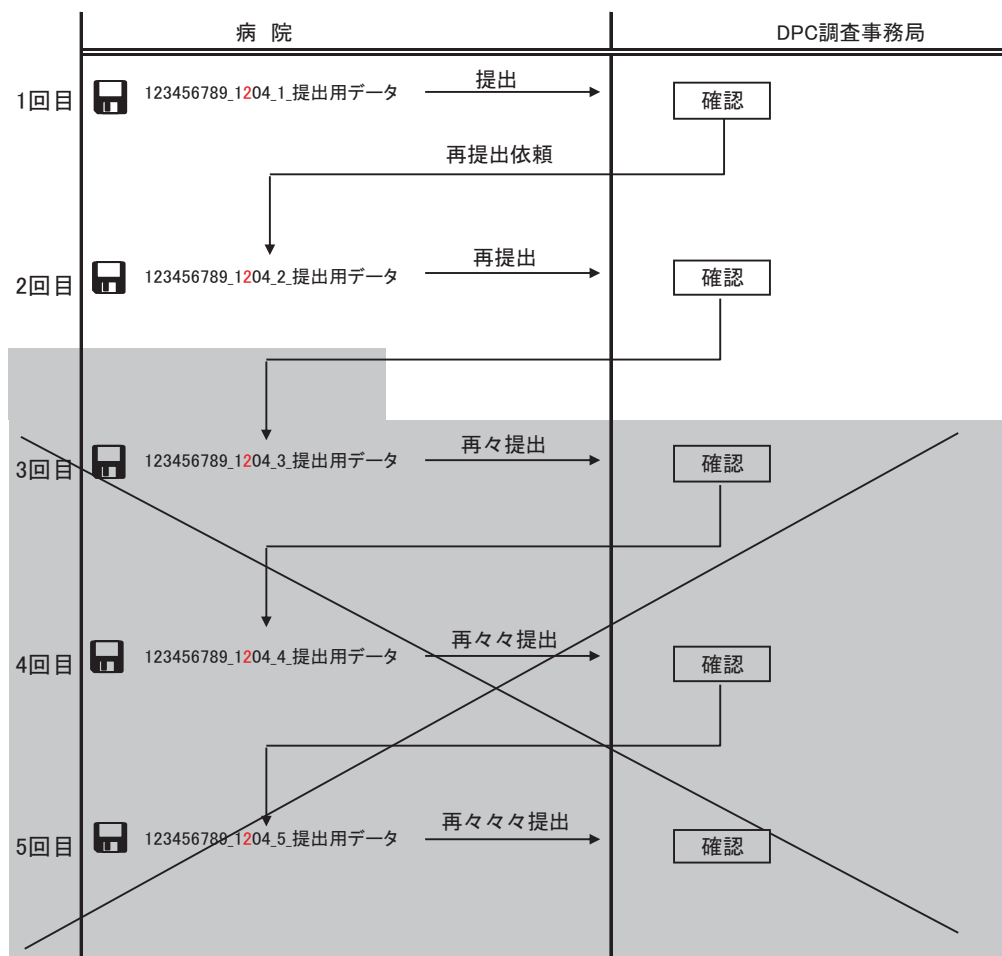 病 院
DPC調査事務局
1回目
123456789_1204_1_提出用データ
提出
確認
再提出依頼
2回目
123456789_1204_2_提出用データ
再提出
確認
3回目
123456789_1204_3_提出用データ
再々提出
確認
4回目
123456789_1204_4_提出用データ
再々々提出
確認
5回目
123456789_1204_5_提出用データ
再々々々提出
確認